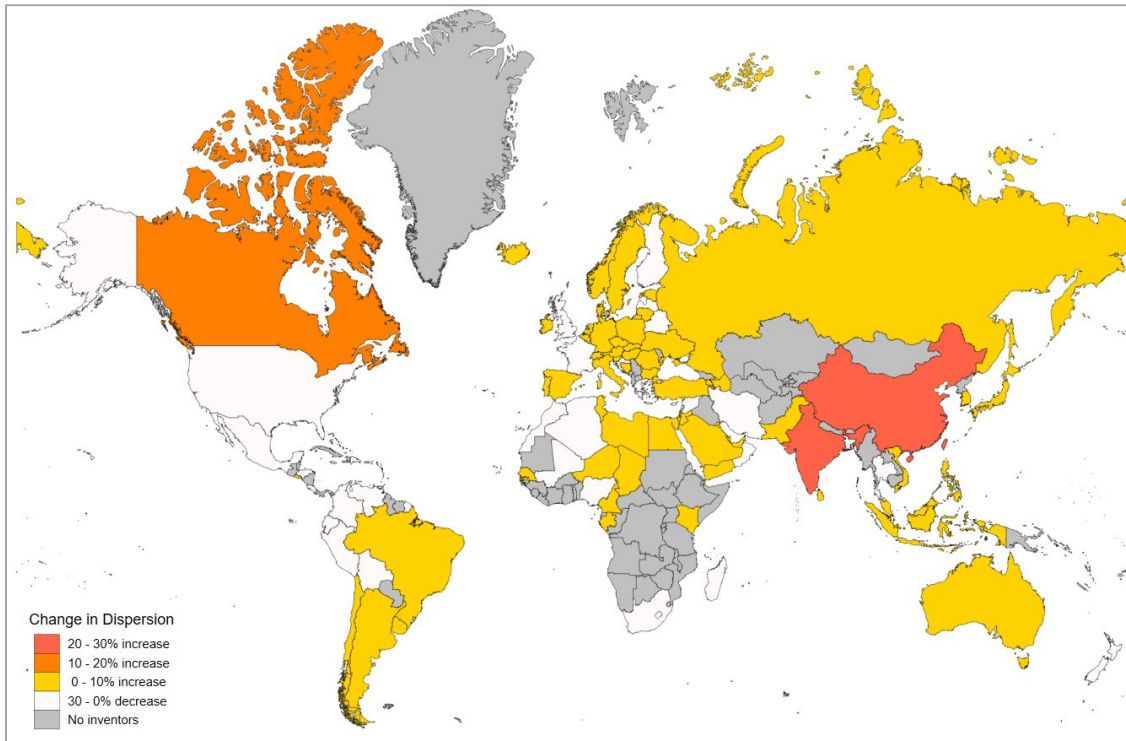 Change in Dispersion
20 - 30% increase
10 - 20% increase
0 - 10% increase
30 - 0% decrease
No inventors